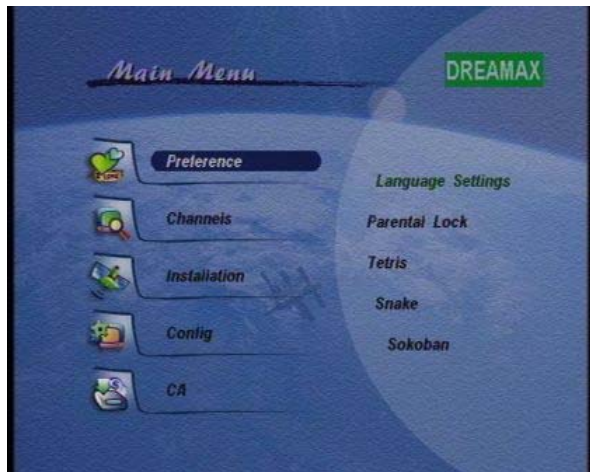 Main Menu
DREAMAX
Preference
Channels
Installation
Config
CA
Language Settings
Parental Lock
Tetris
Snake
Sokoban